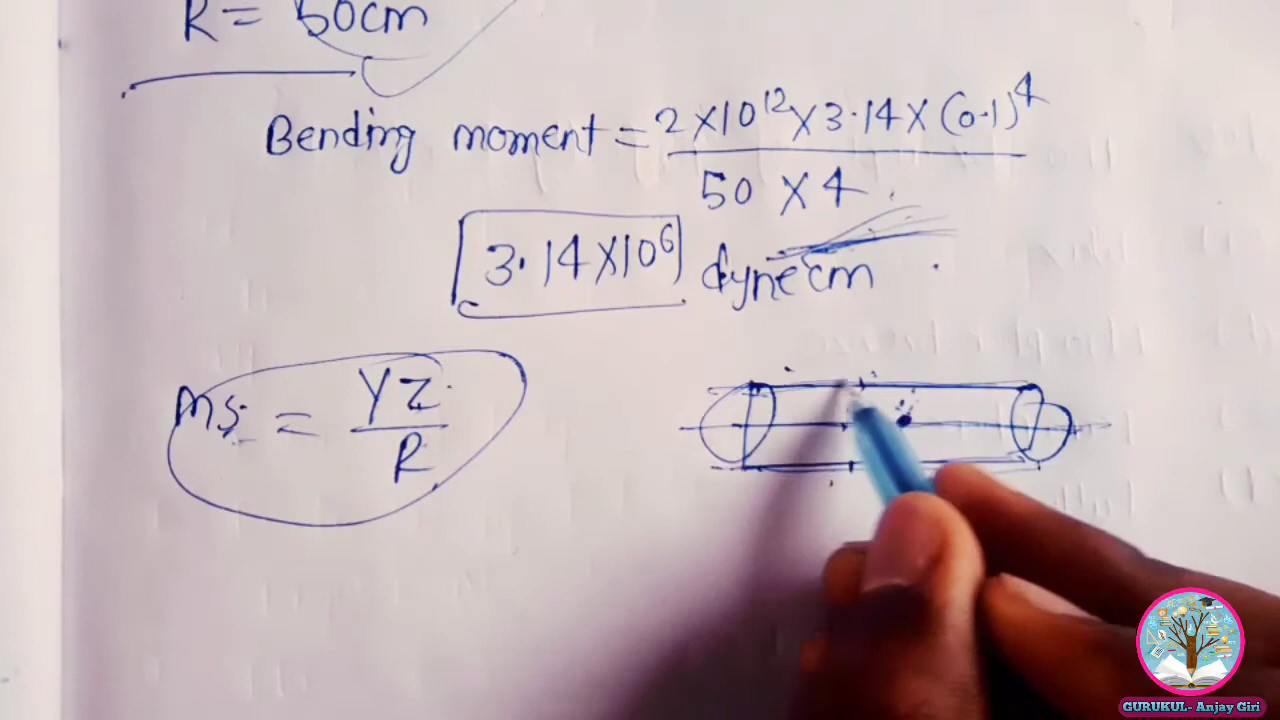 R = 50cm
Bending moment = 2 × 10¹² × 3.14 × (0.1)⁴
50 × 4
3.14×10⁶ dyne cm
Ms = YZ
R
GURUKUL- Anjay Giri